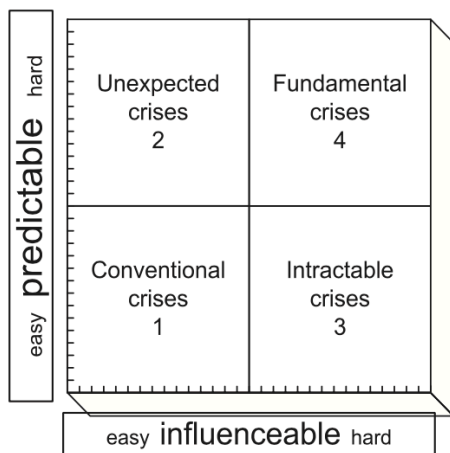 Unexpected
crises
2
Fundamental
crises
4
Conventional
crises
1
Intractable
crises
3
easy predictable hard
easy influenceable hard